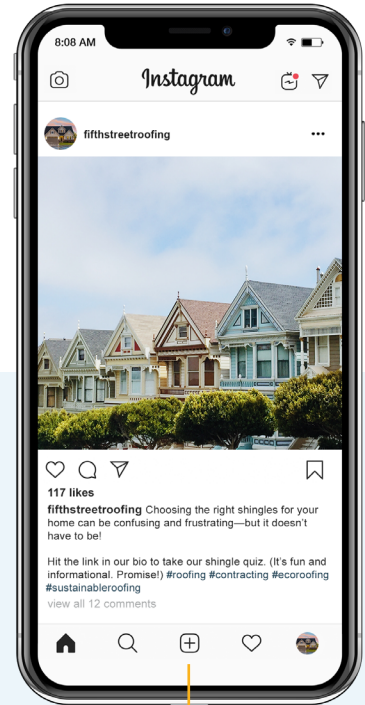 8:08 AM
Instagram
fifthstreetroofing
117 likes
fifthstreetroofing Choosing the right shingles for your
home can be confusing and frustrating—but it doesn't
have to be!
Hit the link in our bio to take our shingle quiz. (It's fun and
informational. Promise!) #roofing #contracting #ecoroofing
#sustainableroofing
view all 12 comments